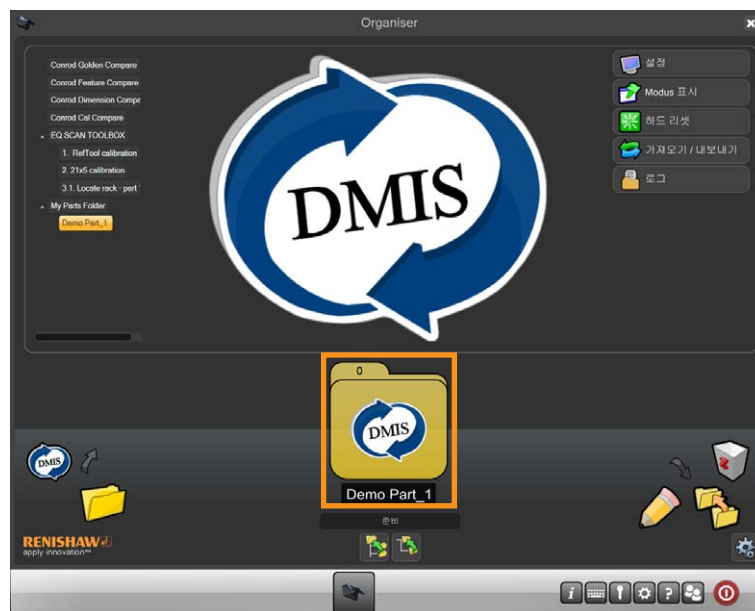 Organiser
Conrod Golden Compare
Conrod Feature Compare
Conrod Dimension Compa
Conrod Cal Compare
EQ SCAN TOOLBOX
1. RefTool calibration
2. 21x5 calibration
3.1. Locate rock - part
My Parts Folder
Demo Part_1
DMIS
설정
Modus 표시
하드 리셋
가져오기 / 내보내기
로그
0
DMIS
Demo Part_1
준비
DMIS
RENISHAW
apply innovation™